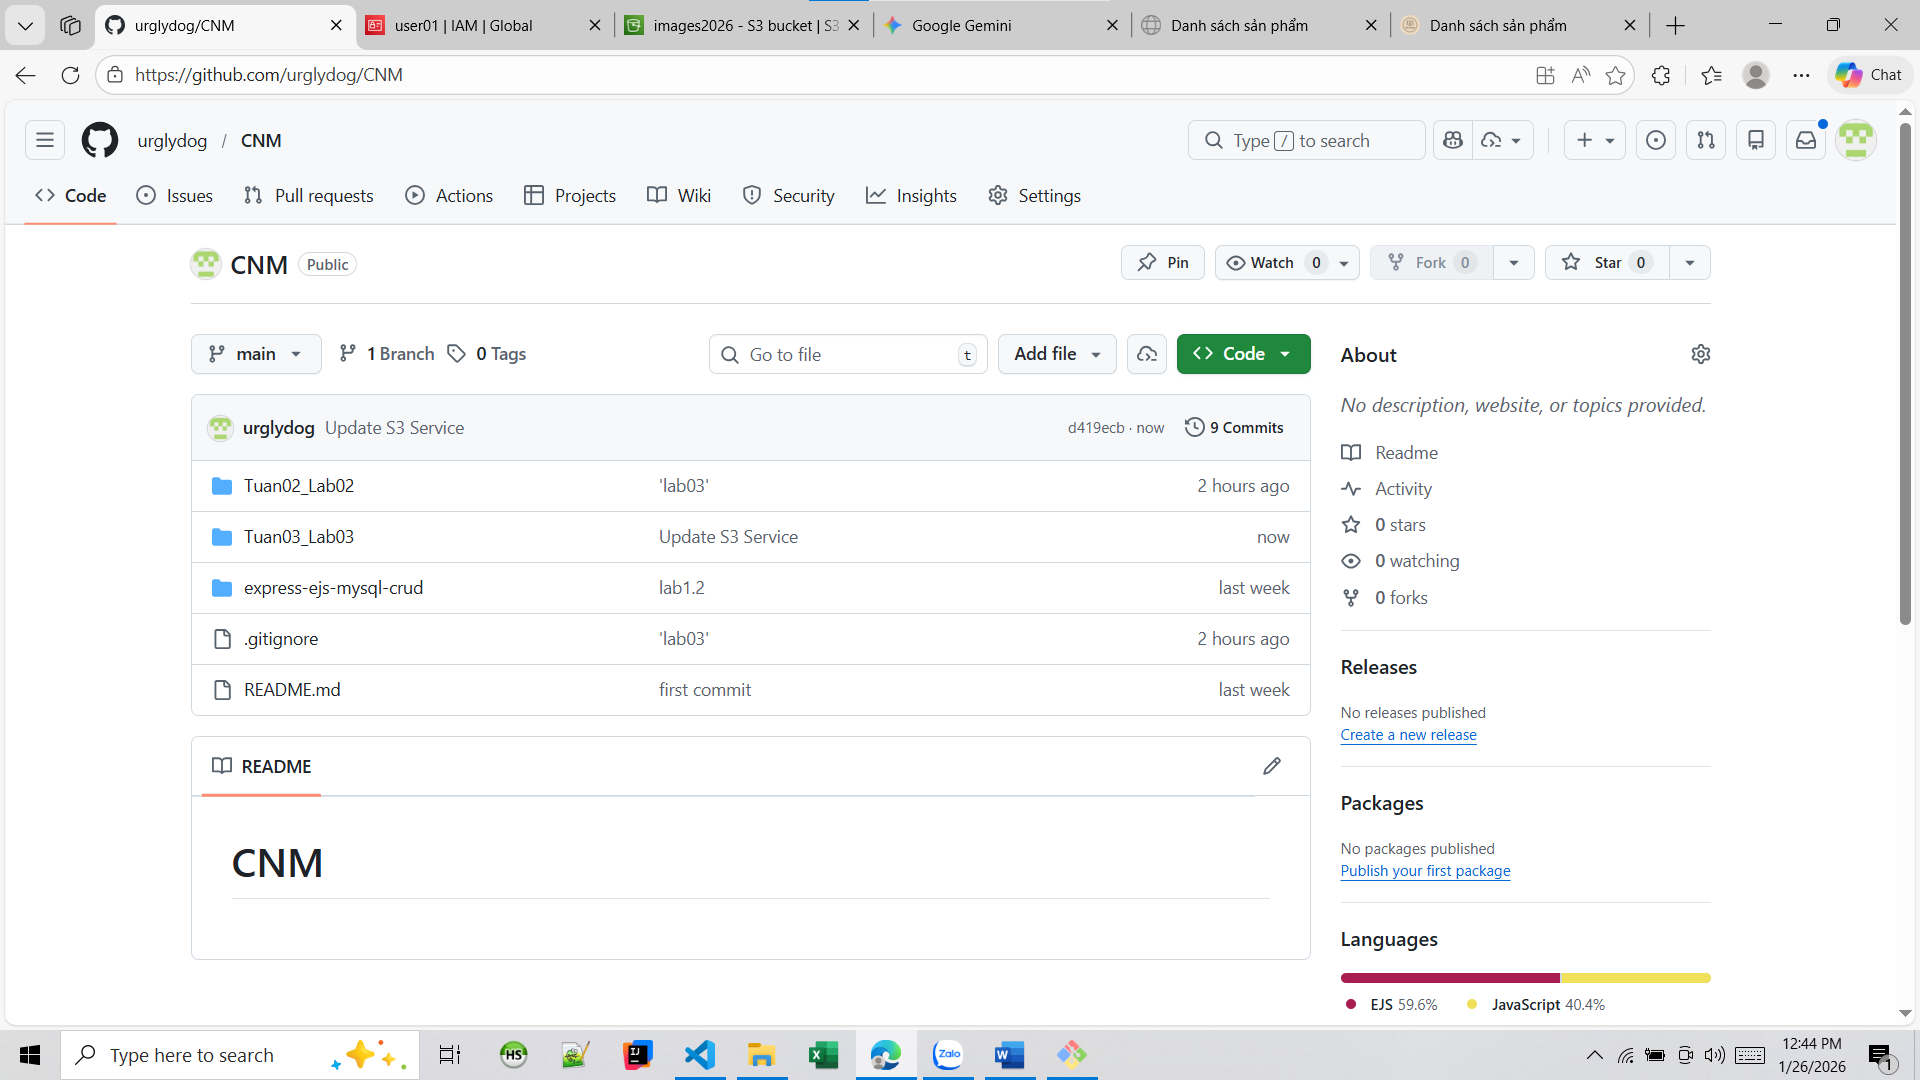 urglydog/CNM
user01 | IAM | Global
images2026 - S3 bucket | S3
Google Gemini
Danh sách sản phẩm
Danh sách sản phẩm
https://github.com/urglydog/CNM
Chat
urglydog / CNM
Type / to search
Code
Issues
Pull requests
Actions
Projects
Wiki
Security
Insights
Settings
CNM Public
Pin
Watch 0
Fork 0
Star 0
main
1 Branch
0 Tags
Go to file t
Add file
Code
urglydog Update S3 Service d419ecb · now 9 Commits
Tuan02_Lab02 'lab03' 2 hours ago
Tuan03_Lab03 Update S3 Service now
express-ejs-mysql-crud lab1.2 last week
.gitignore 'lab03' 2 hours ago
README.md first commit last week
README
CNM
About
No description, website, or topics provided.
Readme
Activity
0 stars
0 watching
0 forks
Releases
No releases published
Create a new release
Packages
No packages published
Publish your first package
Languages
EJS 59.6% JavaScript 40.4%
Type here to search
HS
IJ
Zalo
W
12:44 PM
1/26/2026
1